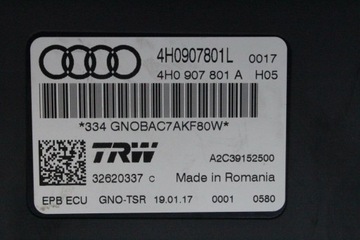 4H0907801L 0017
4H0 907 801 A H05
*334 GNOBAC7AKF80W*
TRW A2C39152500
32620337 C Made in Romania
EPB ECU GNO-TSR 19.01.17 0001 0580